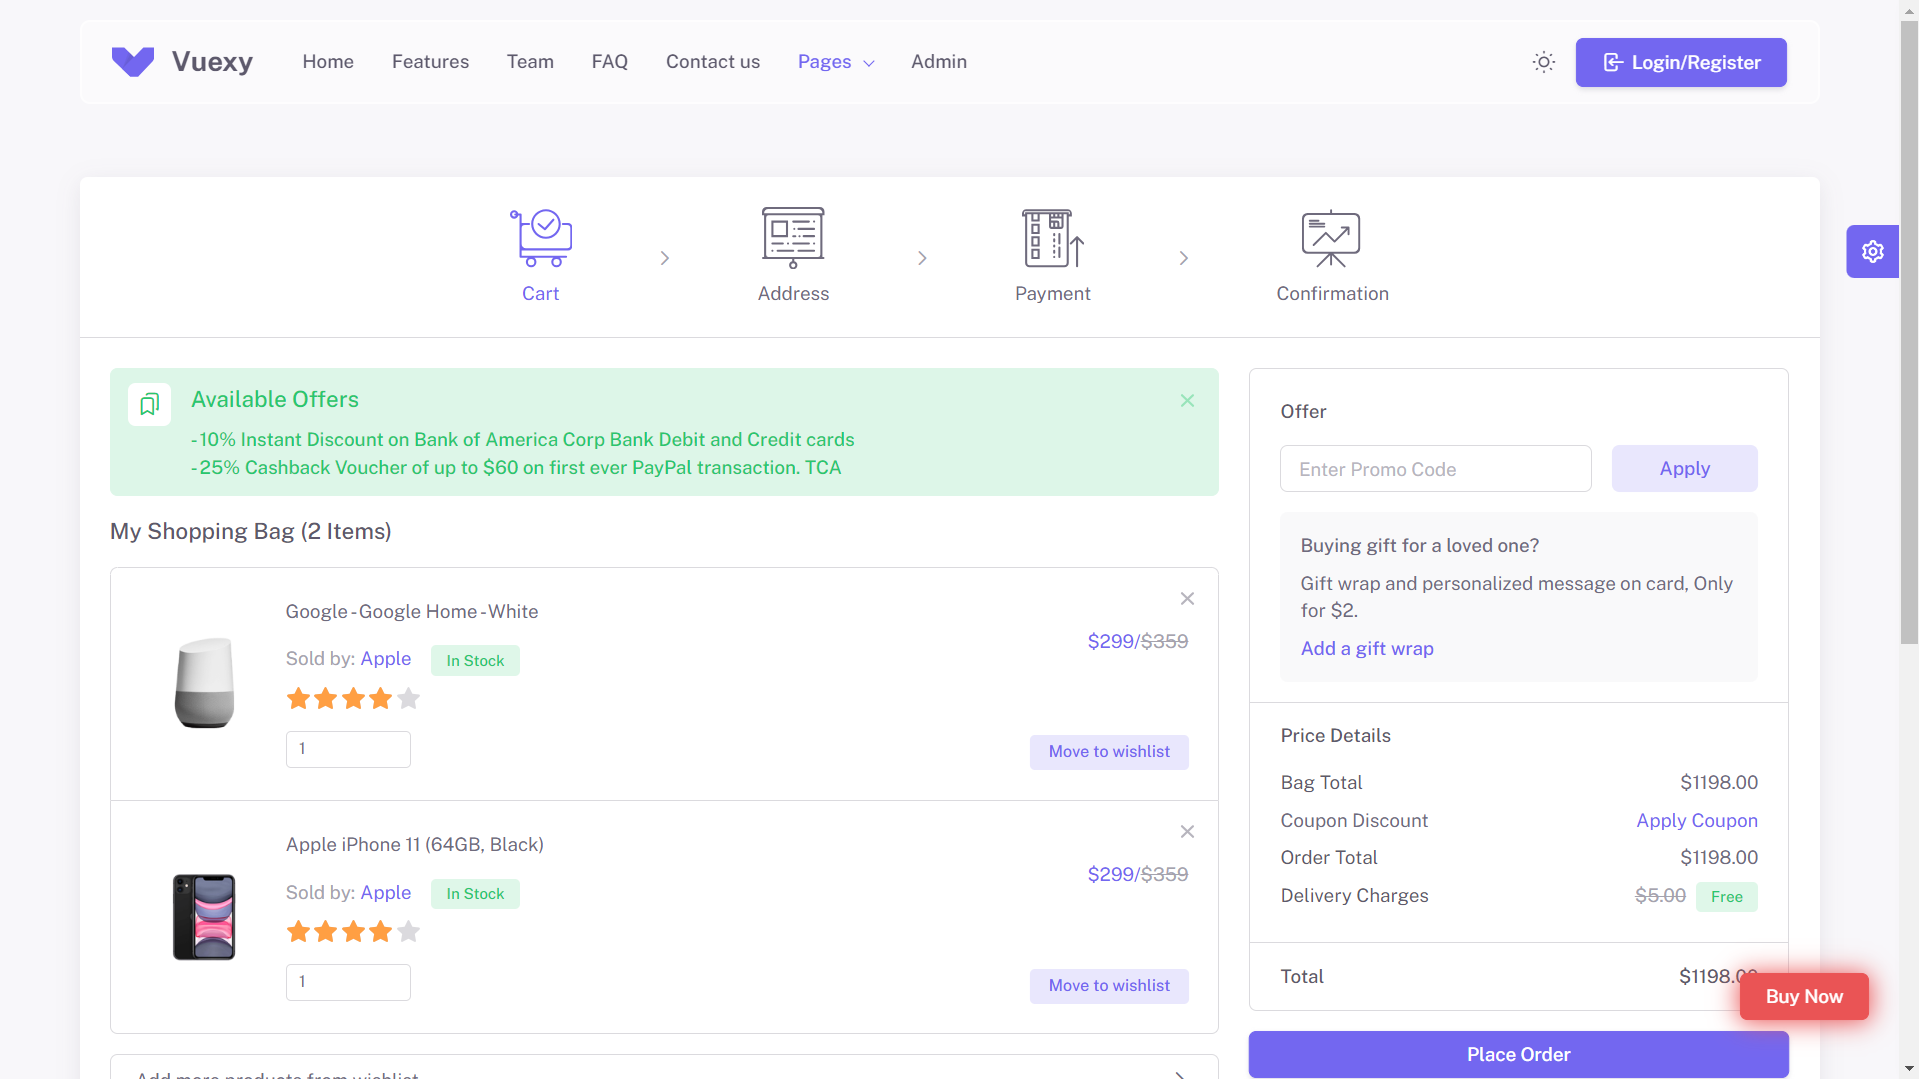 Vuexy
Home
Features
Team
FAQ
Contact us
Pages
Admin
Login/Register
Cart
Address
Payment
Confirmation
Available Offers
- 10% Instant Discount on Bank of America Corp Bank Debit and Credit cards
- 25% Cashback Voucher of up to $60 on first ever PayPal transaction. TCA
My Shopping Bag (2 Items)
Google - Google Home - White
$299/$359
Sold by: Apple
In Stock
1
Move to wishlist
Apple iPhone 11 (64GB, Black)
$299/$359
Sold by: Apple
In Stock
1
Move to wishlist
Add more products from wishlist
Offer
Enter Promo Code
Apply
Buying gift for a loved one?
Gift wrap and personalized message on card, Only
for $2.
Add a gift wrap
Price Details
Bag Total
$1198.00
Coupon Discount
Apply Coupon
Order Total
$1198.00
Delivery Charges
$5.00
Free
Total
$1198.00
Buy Now
Place Order